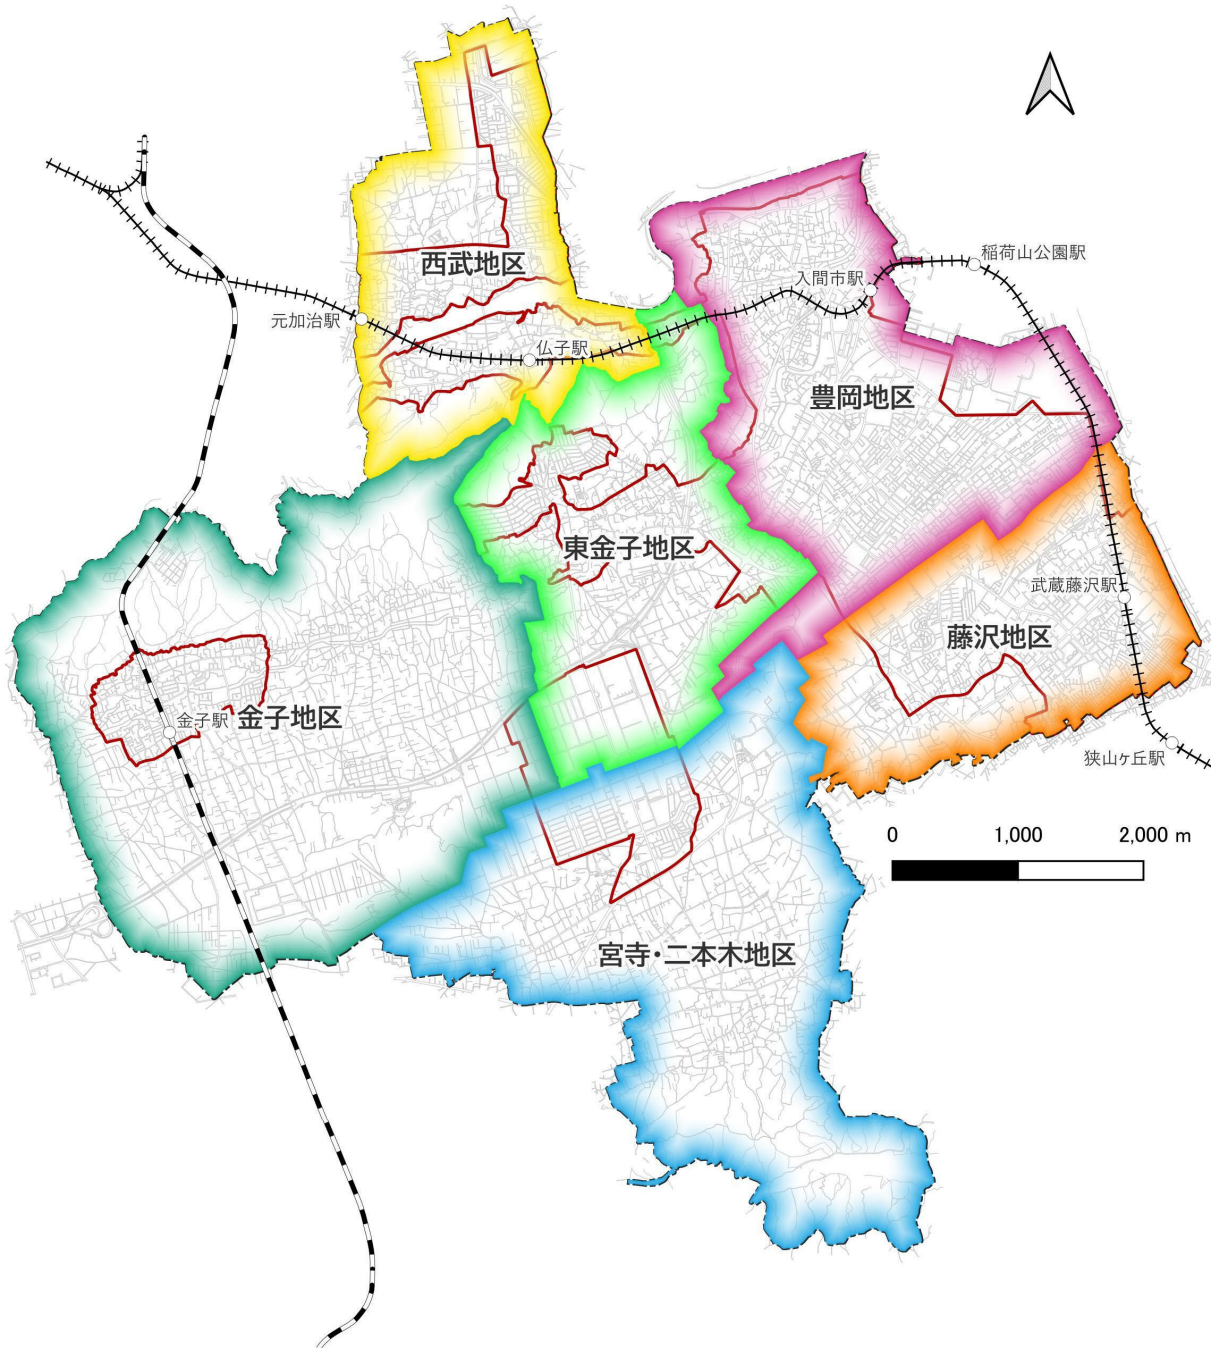 稲荷山公園駅
西武地区
入間市駅
元加治駅
仏子駅
豊岡地区
東金子地区
武蔵藤沢駅
藤沢地区
金子駅
金子地区
狭山ヶ丘駅
0 1,000 2,000 m
宮寺・二本木地区